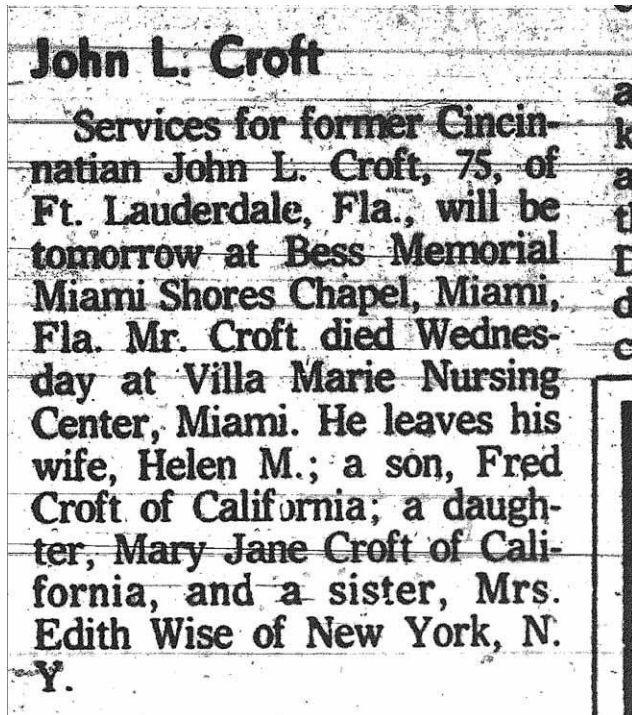 John L. Croft
Services for former Cincin-
natian John L. Croft, 75, of
Ft. Lauderdale, Fla., will be
tomorrow at Bess Memorial
Miami Shores Chapel, Miami,
Fla. Mr. Croft died Wednes-
day at Villa Marie Nursing
Center, Miami. He leaves his
wife, Helen M.; a son, Fred
Croft of California; a daugh-
ter, Mary Jane Croft of Cali-
fornia, and a sister, Mrs.
Edith Wise of New York, N.
Y.